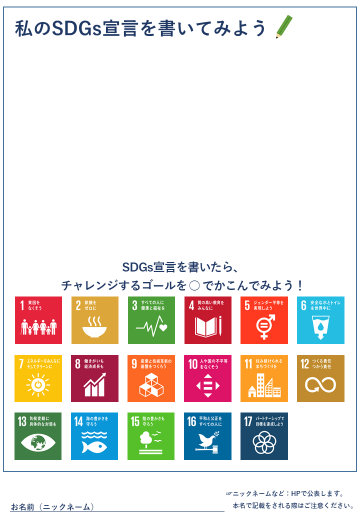 私のSDGs宣言を書いてみよう
SDGs宣言を書いたら、
チャレンジするゴールを○でかこんでみよう！
1 貧困を
なくそう
2 飢餓を
ゼロに
3 すべての人に
健康と福祉を
4 質の高い教育を
みんなに
5 ジェンダー平等を
実現しよう
6 安全な水とトイレ
を世界中に
7 エネルギーをみんなに
そしてクリーンに
8 働きがいも
経済成長も
9 産業と技術革新の
基盤をつくろう
10 人や国の不平等
をなくそう
11 住み続けられる
まちづくりを
12 つくる責任
つかう責任
13 気候変動に
具体的な対策を
14 海の豊かさを
守ろう
15 陸の豊かさも
守ろう
16 平和と公正を
すべての人に
17 パートナーシップで
目標を達成しよう
☞ニックネームなど：HPで公表します。
お名前（ニックネーム）
本名で記載をされる際はご注意ください。